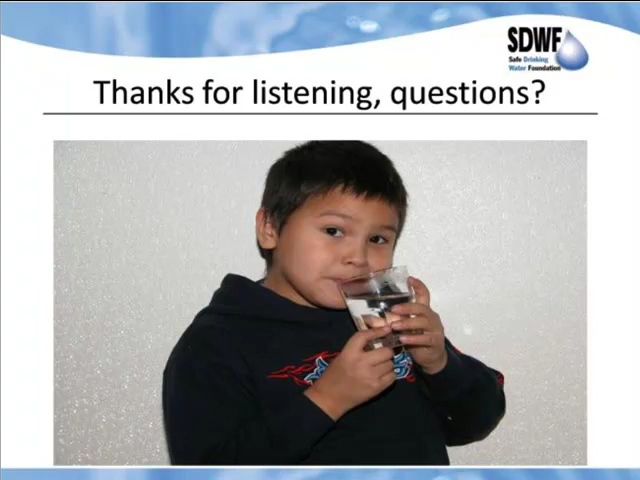 SDWF
Safe Drinking
Water Foundation
Thanks for listening, questions?